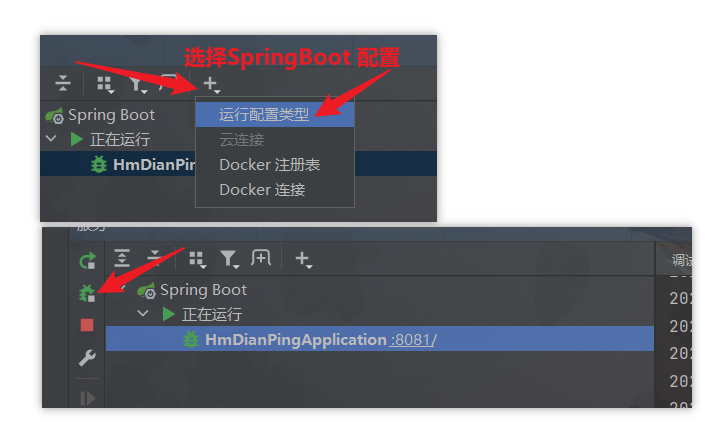 选择SpringBoot 配置
Spring Boot
运行配置类型
正在运行
云连接
HmDianPin
Docker 注册表
Docker 连接
服务
调试
Spring Boot
正在运行
202
HmDianPingApplication :8081/
202
202
202
202